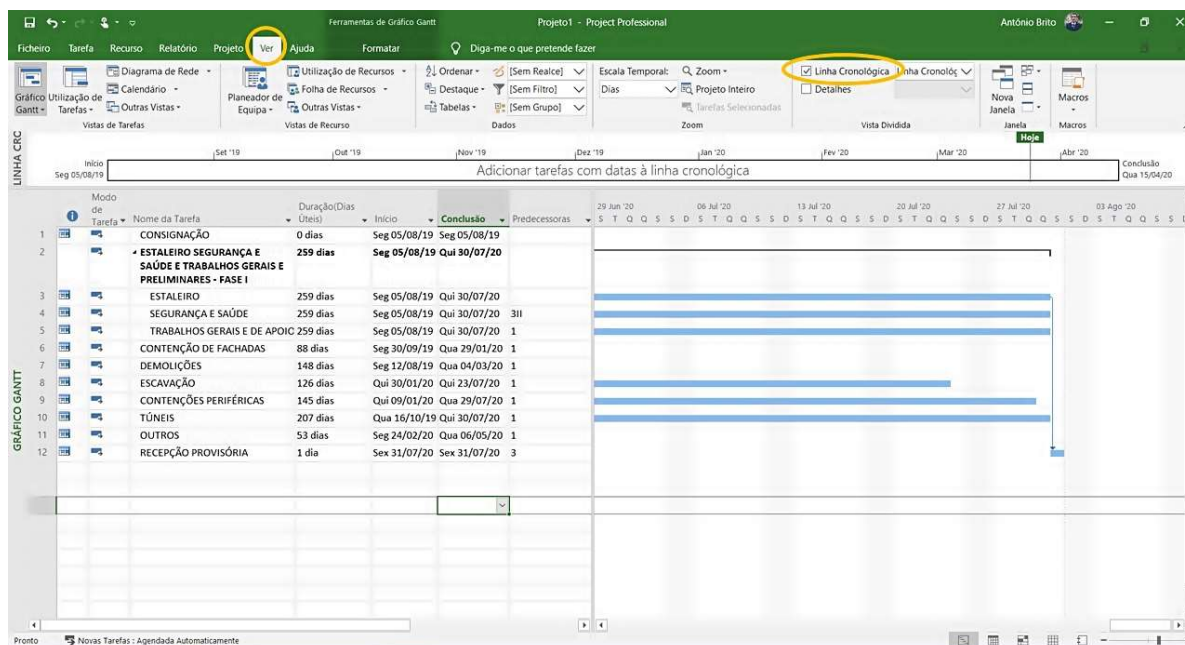 Ferramentas de Gráfico Gantt
Projeto1 - Project Professional
António Brito
Ficheiro Tarefa Recurso Relatório Projeto Ver Ajuda Formatar Diga-me o que pretende fazer
Gráfico Gantt
Utilização de Tarefas
Diagrama de Rede
Calendário
Outras Vistas
Vistas de Tarefas
Planeador de Equipa
Utilização de Recursos
Folha de Recursos
Outras Vistas
Vistas de Recurso
Ordenar
Destaque
Tabelas
[Sem Realce]
[Sem Filtro]
[Sem Grupo]
Dados
Escala Temporal:
Dias
Zoom
Projeto Inteiro
Tarefas Selecionadas
Zoom
Linha Cronológica
Detalhes
Vista Dividida
Nova Janela
Janela
Macros
Macros
LINHA CRC
Hoje
Set '19 Out '19 Nov '19 Dez '19 Jan '20 Fev '20 Mar '20 Abr '20
Início
Seg 05/08/19
Adicionar tarefas com datas à linha cronológica
Conclusão
Qua 15/04/20
GRÁFICO GANTT
Modo de Tarefa Nome da Tarefa Duração(Dias Úteis) Início Conclusão Predecessoras
29 Jun '20 06 Jul '20 13 Jul '20 20 Jul '20 27 Jul '20 03 Ago '20
S T Q Q S S D S T Q Q S S D S T Q Q S S D S T Q Q S S D S T Q Q S S D S T Q Q S S
1 CONSIGNAÇÃO 0 dias Seg 05/08/19 Seg 05/08/19
2 ESTALEIRO SEGURANÇA E SAÚDE E TRABALHOS GERAIS E PRELIMINARES - FASE I 259 dias Seg 05/08/19 Qui 30/07/20
3 ESTALEIRO 259 dias Seg 05/08/19 Qui 30/07/20
4 SEGURANÇA E SAÚDE 259 dias Seg 05/08/19 Qui 30/07/20 3II
5 TRABALHOS GERAIS E DE APOIO 259 dias Seg 05/08/19 Qui 30/07/20 1
6 CONTENÇÃO DE FACHADAS 88 dias Seg 30/09/19 Qua 29/01/20 1
7 DEMOLIÇÕES 148 dias Seg 12/08/19 Qua 04/03/20 1
8 ESCAVAÇÃO 126 dias Qui 30/01/20 Qui 23/07/20 1
9 CONTENÇÕES PERIFÉRICAS 145 dias Qui 09/01/20 Qua 29/07/20 1
10 TÚNEIS 207 dias Qua 16/10/19 Qui 30/07/20 1
11 OUTROS 53 dias Seg 24/02/20 Qua 06/05/20 1
12 RECEPÇÃO PROVISÓRIA 1 dia Sex 31/07/20 Sex 31/07/20 3
Pronto Novas Tarefas : Agendada Automaticamente